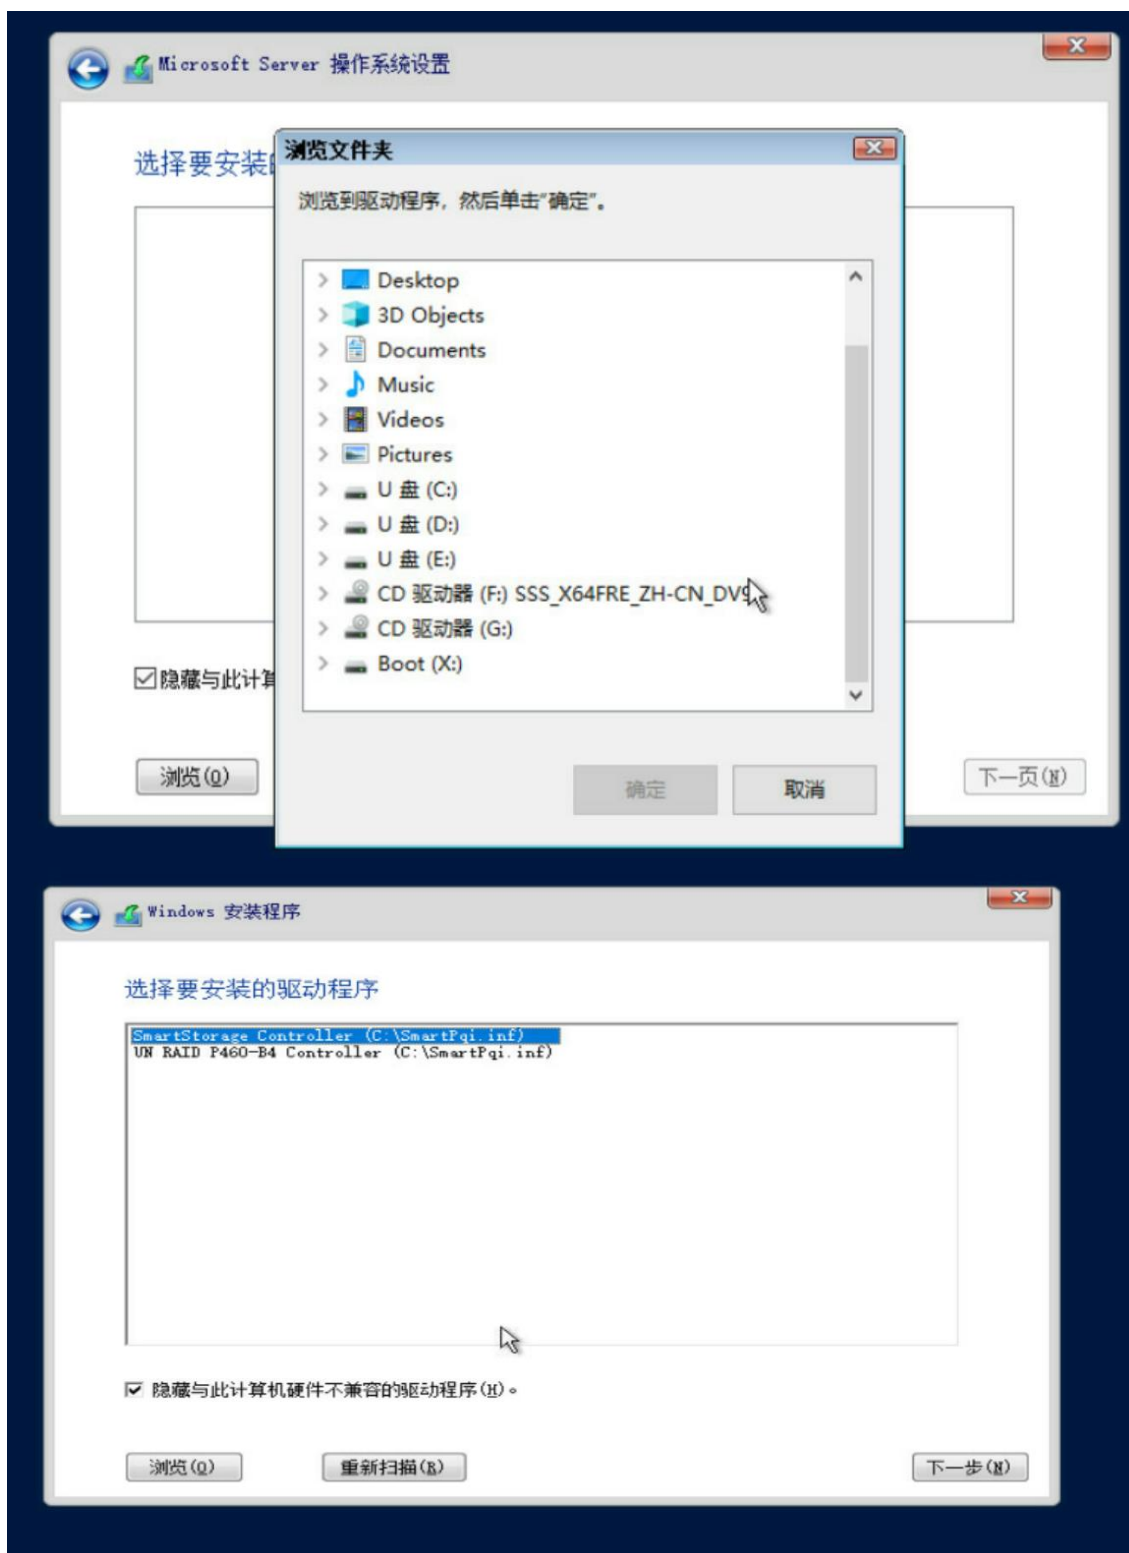 Microsoft Server 操作系统设置
选择要安装
浏览文件夹
浏览到驱动程序，然后单击“确定”。
Desktop
3D Objects
Documents
Music
Videos
Pictures
U 盘 (C:)
U 盘 (D:)
U 盘 (E:)
CD 驱动器 (F:) SSS_X64FRE_ZH-CN_DV9
CD 驱动器 (G:)
Boot (X:)
隐藏与此计算
浏览(O)
确定
取消
下一页(N)
Windows 安装程序
选择要安装的驱动程序
SmartStorage Controller (C:\SmartPqi.inf)
UN RAID P460-B4 Controller (C:\SmartPqi.inf)
隐藏与此计算机硬件不兼容的驱动程序(H)。
浏览(O)
重新扫描(R)
下一步(N)